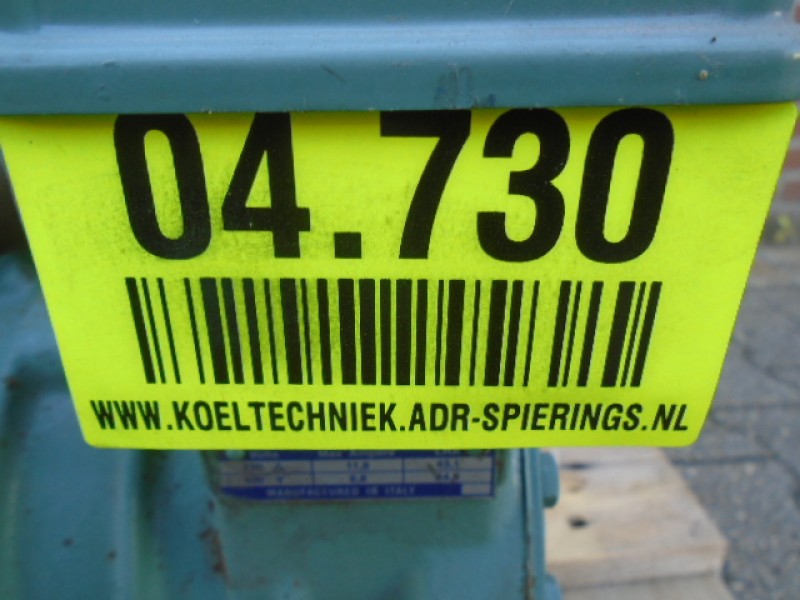 04.730
WWW.KOELTECHNIEK.ADR-SPIERINGS.NL
MANUFACTURED IN ITALY